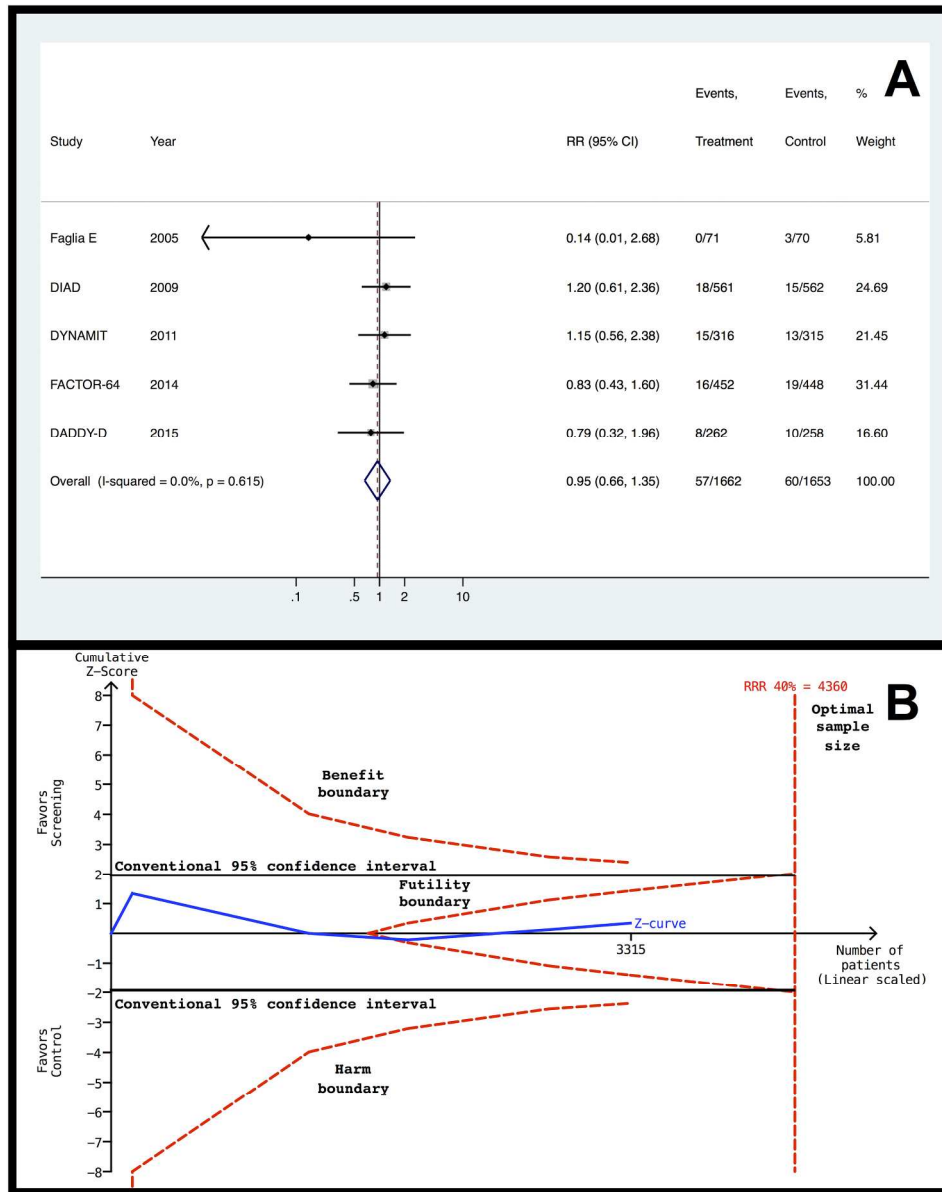 A
Events, Events, %
Study Year RR (95% CI) Treatment Control Weight
Faglia E 2005 0.14 (0.01, 2.68) 0/71 3/70 5.81
DIAD 2009 1.20 (0.61, 2.36) 18/561 15/562 24.69
DYNAMIT 2011 1.15 (0.56, 2.38) 15/316 13/315 21.45
FACTOR-64 2014 0.83 (0.43, 1.60) 16/452 19/448 31.44
DADDY-D 2015 0.79 (0.32, 1.96) 8/262 10/258 16.60
Overall (I-squared = 0.0%, p = 0.615) 0.95 (0.66, 1.35) 57/1662 60/1653 100.00
.1 .5 1 2 10
B
Cumulative
Z-Score
RRR 40% = 4360
Optimal
sample
size
8
7
6
5
4
3
2
1
-1
-2
-3
-4
-5
-6
-7
-8
Favors
Screening
Favors
Control
Benefit
boundary
Conventional 95% confidence interval
Futility
boundary
Z-curve
3315
Number of
patients
(Linear scaled)
Conventional 95% confidence interval
Harm
boundary